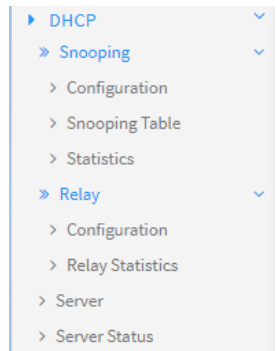 DHCP
Snooping
Configuration
Snooping Table
Statistics
Relay
Configuration
Relay Statistics
Server
Server Status